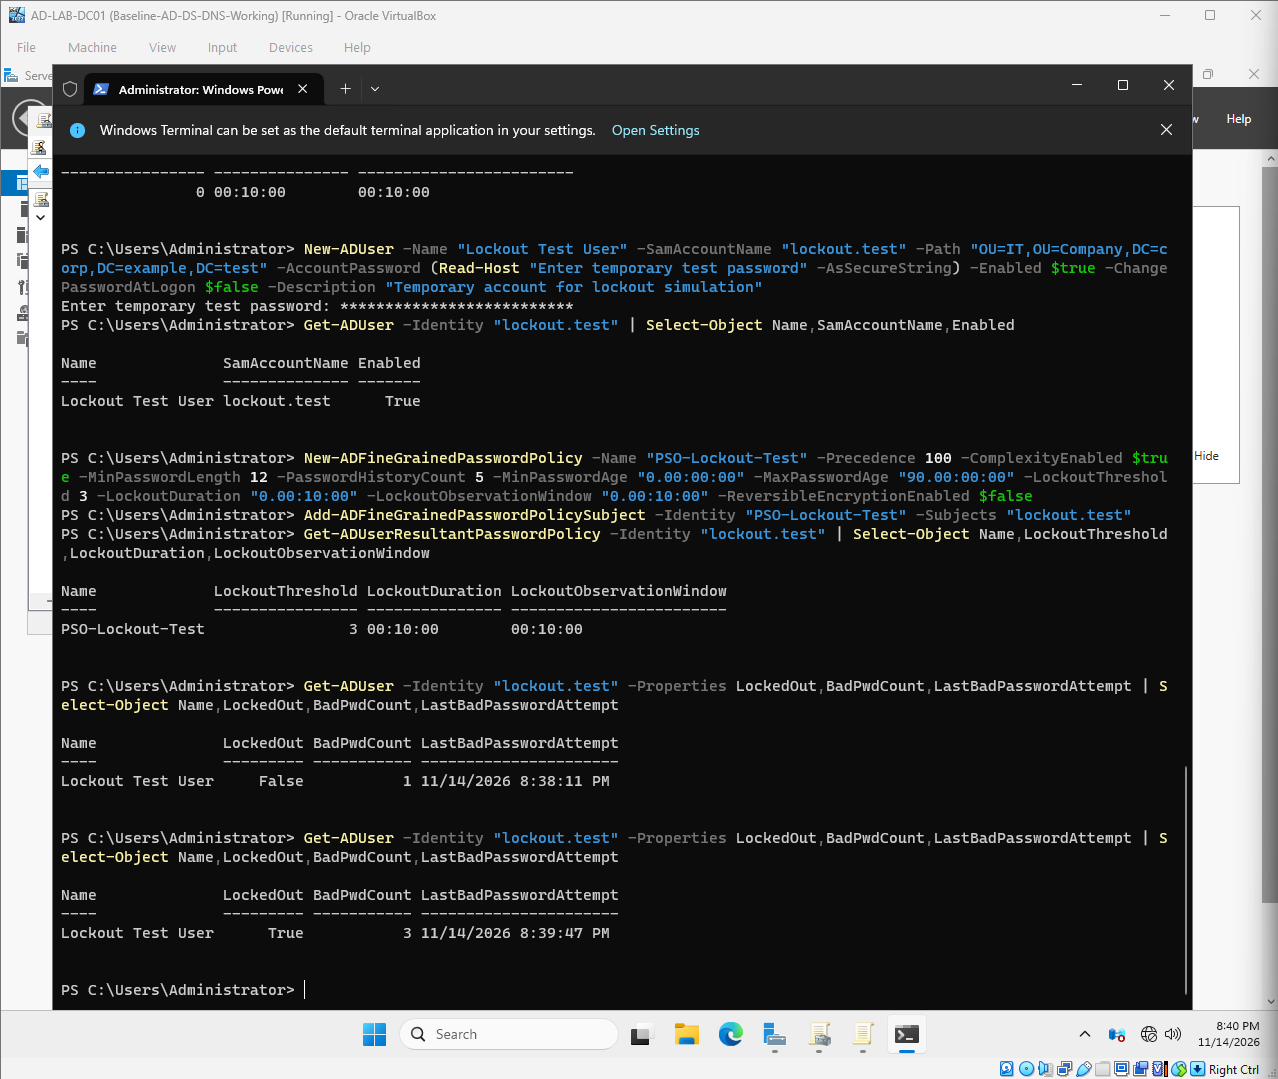 AD-LAB-DC01 (Baseline-AD-DS-DNS-Working) [Running] - Oracle VirtualBox
File Machine View Input Devices Help
Serve
Administrator: Windows Powe
Help
Windows Terminal can be set as the default terminal application in your settings. Open Settings
---------------- --------------- ------------------------
0 00:10:00 00:10:00
PS C:\Users\Administrator> New-ADUser -Name "Lockout Test User" -SamAccountName "lockout.test" -Path "OU=IT,OU=Company,DC=c
orp,DC=example,DC=test" -AccountPassword (Read-Host "Enter temporary test password" -AsSecureString) -Enabled $true -Change
PasswordAtLogon $false -Description "Temporary account for lockout simulation"
Enter temporary test password: **************************
PS C:\Users\Administrator> Get-ADUser -Identity "lockout.test" | Select-Object Name,SamAccountName,Enabled
Name SamAccountName Enabled
---- -------------- -------
Lockout Test User lockout.test True
PS C:\Users\Administrator> New-ADFineGrainedPasswordPolicy -Name "PSO-Lockout-Test" -Precedence 100 -ComplexityEnabled $tru
e -MinPasswordLength 12 -PasswordHistoryCount 5 -MinPasswordAge "0.00:00:00" -MaxPasswordAge "90.00:00:00" -LockoutThreshol
d 3 -LockoutDuration "0.00:10:00" -LockoutObservationWindow "0.00:10:00" -ReversibleEncryptionEnabled $false
PS C:\Users\Administrator> Add-ADFineGrainedPasswordPolicySubject -Identity "PSO-Lockout-Test" -Subjects "lockout.test"
PS C:\Users\Administrator> Get-ADUserResultantPasswordPolicy -Identity "lockout.test" | Select-Object Name,LockoutThreshold
,LockoutDuration,LockoutObservationWindow
Name LockoutThreshold LockoutDuration LockoutObservationWindow
---- ---------------- --------------- ------------------------
PSO-Lockout-Test 3 00:10:00 00:10:00
PS C:\Users\Administrator> Get-ADUser -Identity "lockout.test" -Properties LockedOut,BadPwdCount,LastBadPasswordAttempt | S
elect-Object Name,LockedOut,BadPwdCount,LastBadPasswordAttempt
Name LockedOut BadPwdCount LastBadPasswordAttempt
---- --------- ----------- ----------------------
Lockout Test User False 1 11/14/2026 8:38:11 PM
PS C:\Users\Administrator> Get-ADUser -Identity "lockout.test" -Properties LockedOut,BadPwdCount,LastBadPasswordAttempt | S
elect-Object Name,LockedOut,BadPwdCount,LastBadPasswordAttempt
Name LockedOut BadPwdCount LastBadPasswordAttempt
---- --------- ----------- ----------------------
Lockout Test User True 3 11/14/2026 8:39:47 PM
PS C:\Users\Administrator>
Hide
Search
8:40 PM
11/14/2026
Right Ctrl